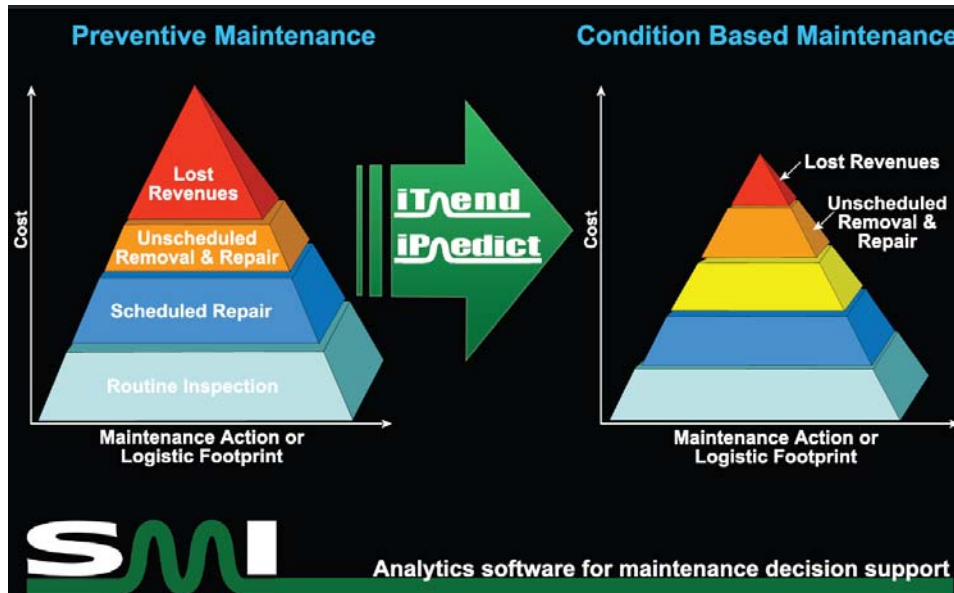 Preventive Maintenance
Condition Based Maintenance
Cost
Lost
Revenues
Unscheduled
Removal & Repair
Scheduled Repair
Routine Inspection
Maintenance Action or
Logistic Footprint
iTrend
iPredict
Cost
Lost Revenues
Unscheduled
Removal &
Repair
Maintenance Action or
Logistic Footprint
SMI
Analytics software for maintenance decision support